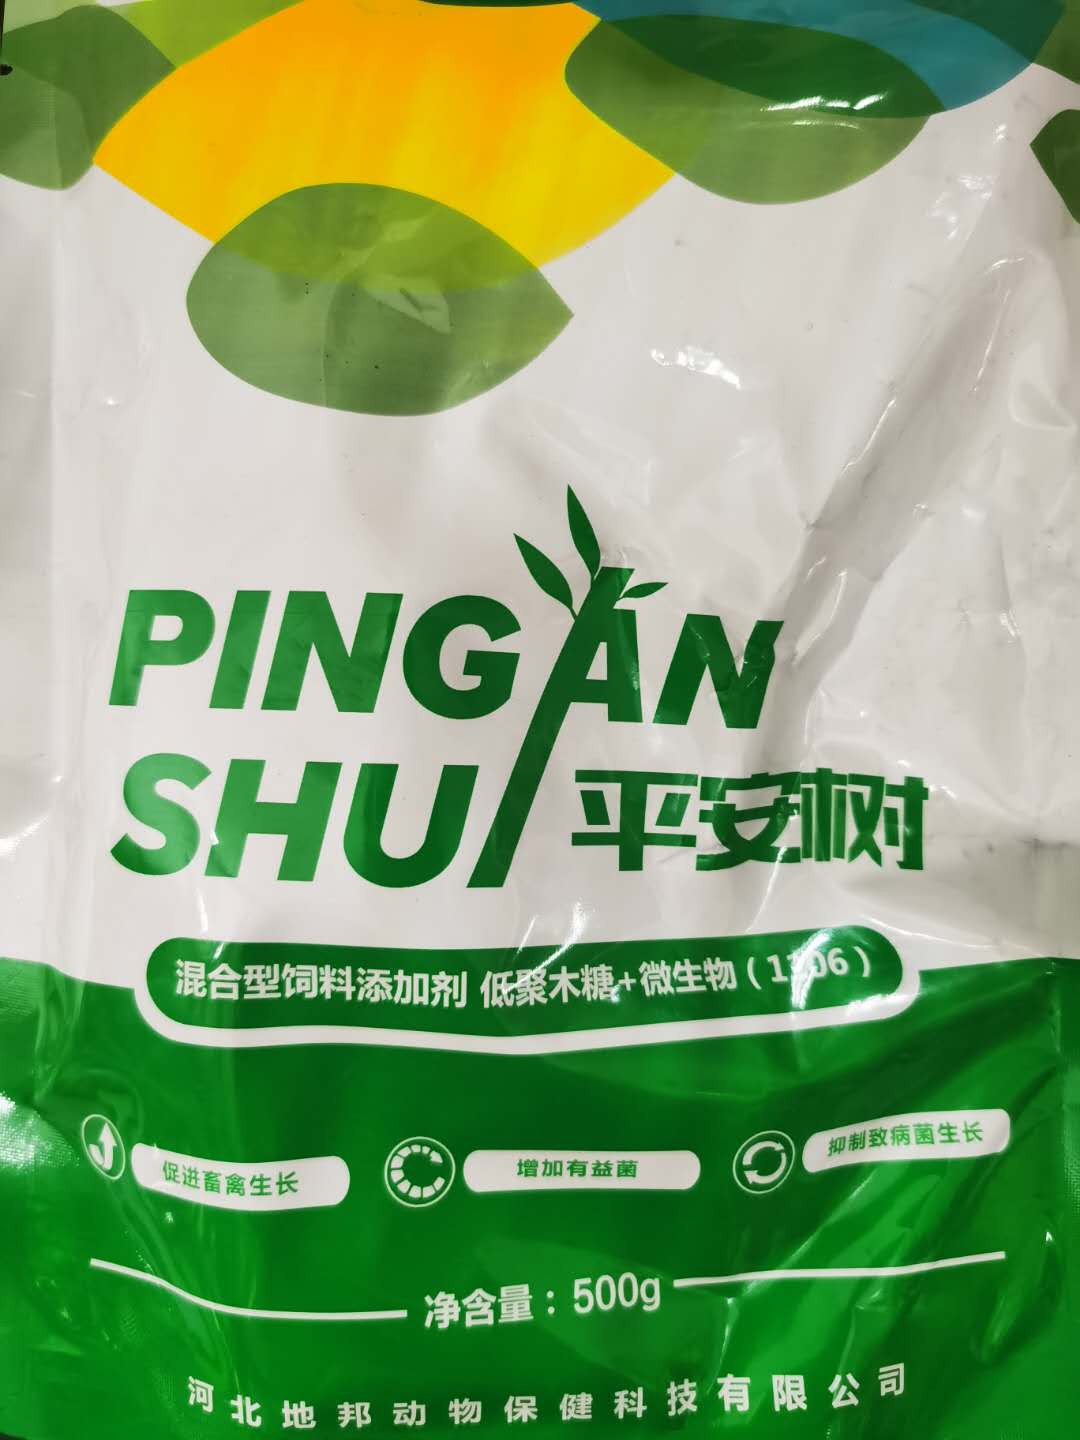 PINGAN
SHU 平安树
混合型饲料添加剂 低聚木糖+微生物（1306）
促进畜禽生长
增加有益菌
抑制致病菌生长
净含量：500g
河北地邦动物保健科技有限公司